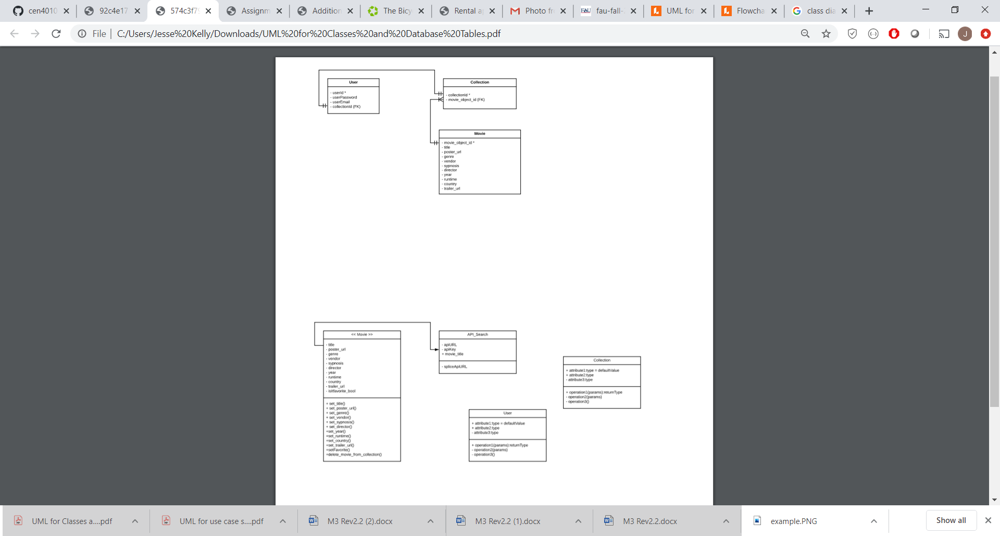 cen4010
92c4e17
574c3f79
Assignm
Addition
The Bicy
Rental a
Photo fr
FAU
fau-fall-
UML for
Flowcha
class dia
File
C:/Users/Jesse%20Kelly/Downloads/UML%20for%20Classes%20and%20Database%20Tables.pdf
J
User
- userId *
- userPassword
- userEmail
- collectionId (FK)
Collection
- collectionId *
- movie_object_id (FK)
Movie
- movie_object_id *
- title
- poster_url
- genre
- vendor
- sypnosis
- director
- year
- runtime
- country
- trailer_url
<< Movie >>
- title
- poster_url
- genre
- vendor
- sypnosis
- director
- year
- runtime
- country
- trailer_url
- isItfavorite_bool
+ set_title()
+ set_poster_url()
+ set_genre()
+ set_vendor()
+ set_sypnosis()
+ set_director()
+set_year()
+set_runtime()
+set_country()
+set_trailer_url()
+setFavorite()
+delete_movie_from_collection()
API_Search
- apiURL
- apiKey
+ movie_title
- spliceApiURL
Collection
+ attribute1:type = defaultValue
+ attribute2:type
- attribute3:type
+ operation1(params):returnType
- operation2(params)
- operation3()
User
+ attribute1:type = defaultValue
+ attribute2:type
- attribute3:type
+ operation1(params):returnType
- operation2(params)
- operation3()
UML for Classes a....pdf
UML for use case s....pdf
M3 Rev2.2 (2).docx
M3 Rev2.2 (1).docx
M3 Rev2.2.docx
example.PNG
Show all